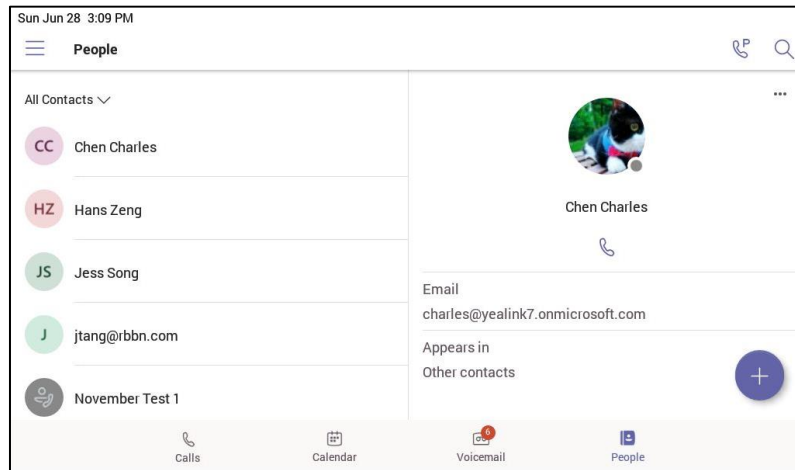 Sun Jun 28 3:09 PM
People
P
All Contacts
CC Chen Charles
HZ Hans Zeng
JS Jess Song
J jtang@rbbn.com
November Test 1
Chen Charles
Email
charles@yealink7.onmicrosoft.com
Appears in
Other contacts
6
Calls Calendar Voicemail People